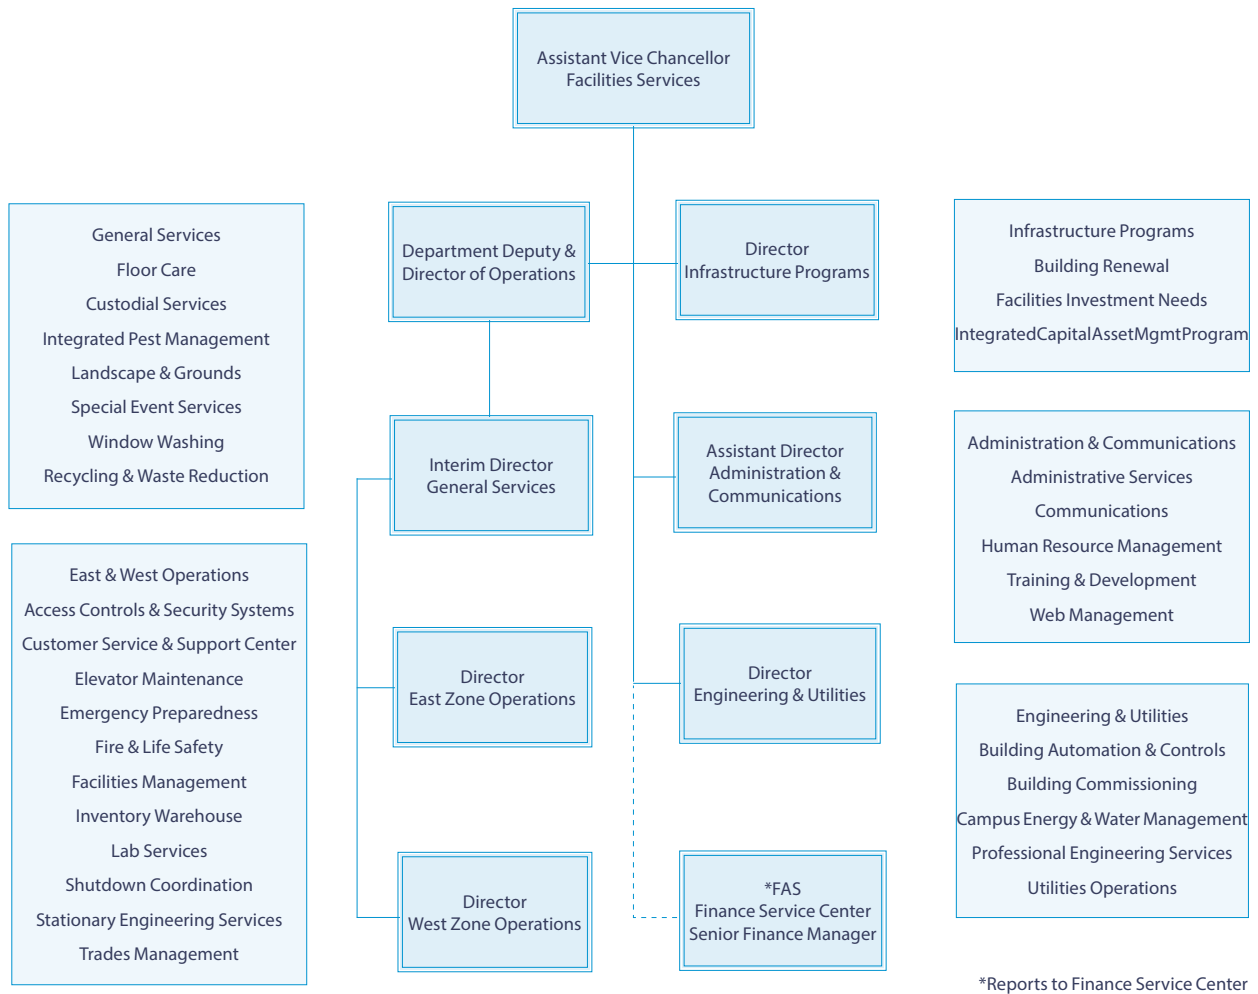 Assistant Vice Chancellor
Facilities Services
General Services
Floor Care
Custodial Services
Integrated Pest Management
Landscape & Grounds
Special Event Services
Window Washing
Recycling & Waste Reduction
Department Deputy &
Director of Operations
Director
Infrastructure Programs
Infrastructure Programs
Building Renewal
Facilities Investment Needs
IntegratedCapitalAssetMgmtProgram
Interim Director
General Services
Assistant Director
Administration &
Communications
Administration & Communications
Administrative Services
Communications
Human Resource Management
Training & Development
Web Management
East & West Operations
Access Controls & Security Systems
Customer Service & Support Center
Elevator Maintenance
Emergency Preparedness
Fire & Life Safety
Facilities Management
Inventory Warehouse
Lab Services
Shutdown Coordination
Stationary Engineering Services
Trades Management
Director
East Zone Operations
Director
Engineering & Utilities
Engineering & Utilities
Building Automation & Controls
Building Commissioning
Campus Energy & Water Management
Professional Engineering Services
Utilities Operations
Director
West Zone Operations
*FAS
Finance Service Center
Senior Finance Manager
*Reports to Finance Service Center